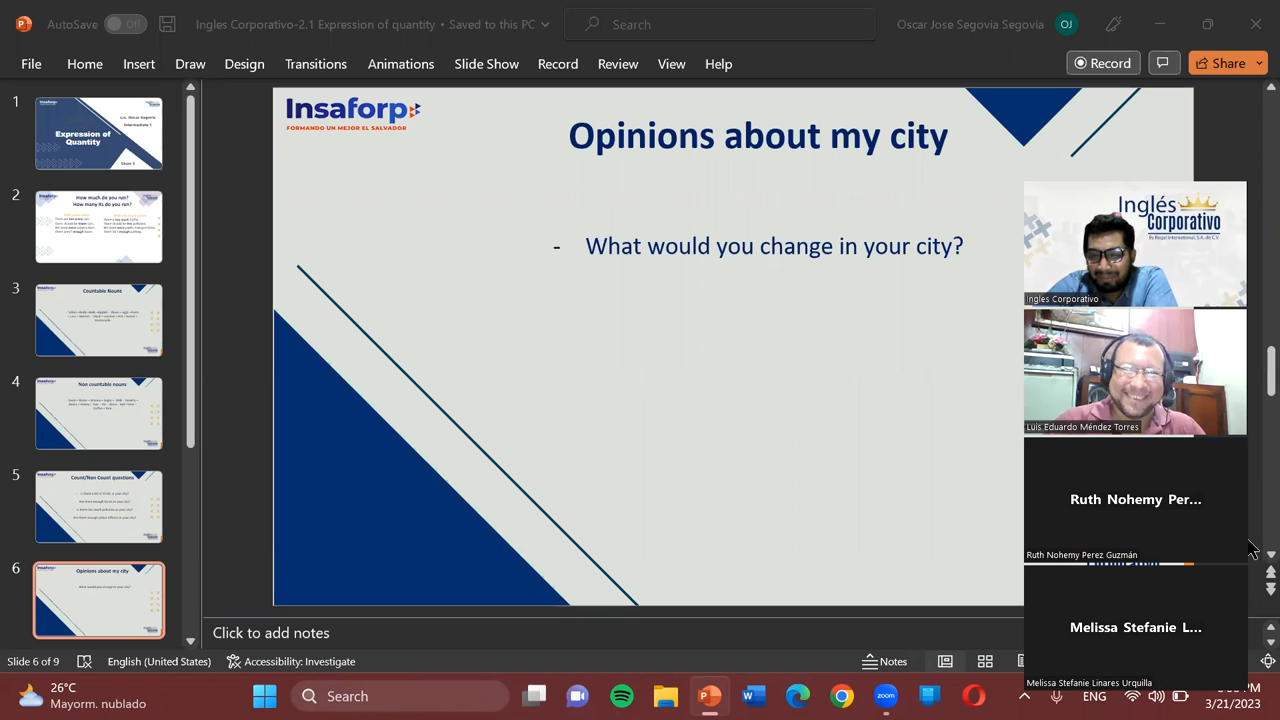 AutoSave Off
Ingles Corporativo-2.1 Expression of quantity • Saved to this PC
Search
Oscar Jose Segovia Segovia
OJ
File Home Insert Draw Design Transitions Animations Slide Show Record Review View Help
Record
Share
1
Expression of
Quantity
2
How much do you run?
3
Countable Nouns
4
Non countable nouns
5
Count/Non Count questions
6
Opinions about my city
Insaforp
FORMANDO UN MEJOR EL SALVADOR
Opinions about my city
- What would you change in your city?
Inglés
Corporativo
By Regal International, S.A. de C.V.
Ingles Corporativo
Luis Eduardo Méndez Torres
Ruth Nohemy Per...
Ruth Nohemy Perez Guzmán
Melissa Stefanie L...
Melissa Stefanie Linares Urquilla
Click to add notes
Slide 6 of 9
English (United States)
Accessibility: Investigate
Notes
26°C
Mayorm. nublado
Search
zoom
ENG
3/21/2023